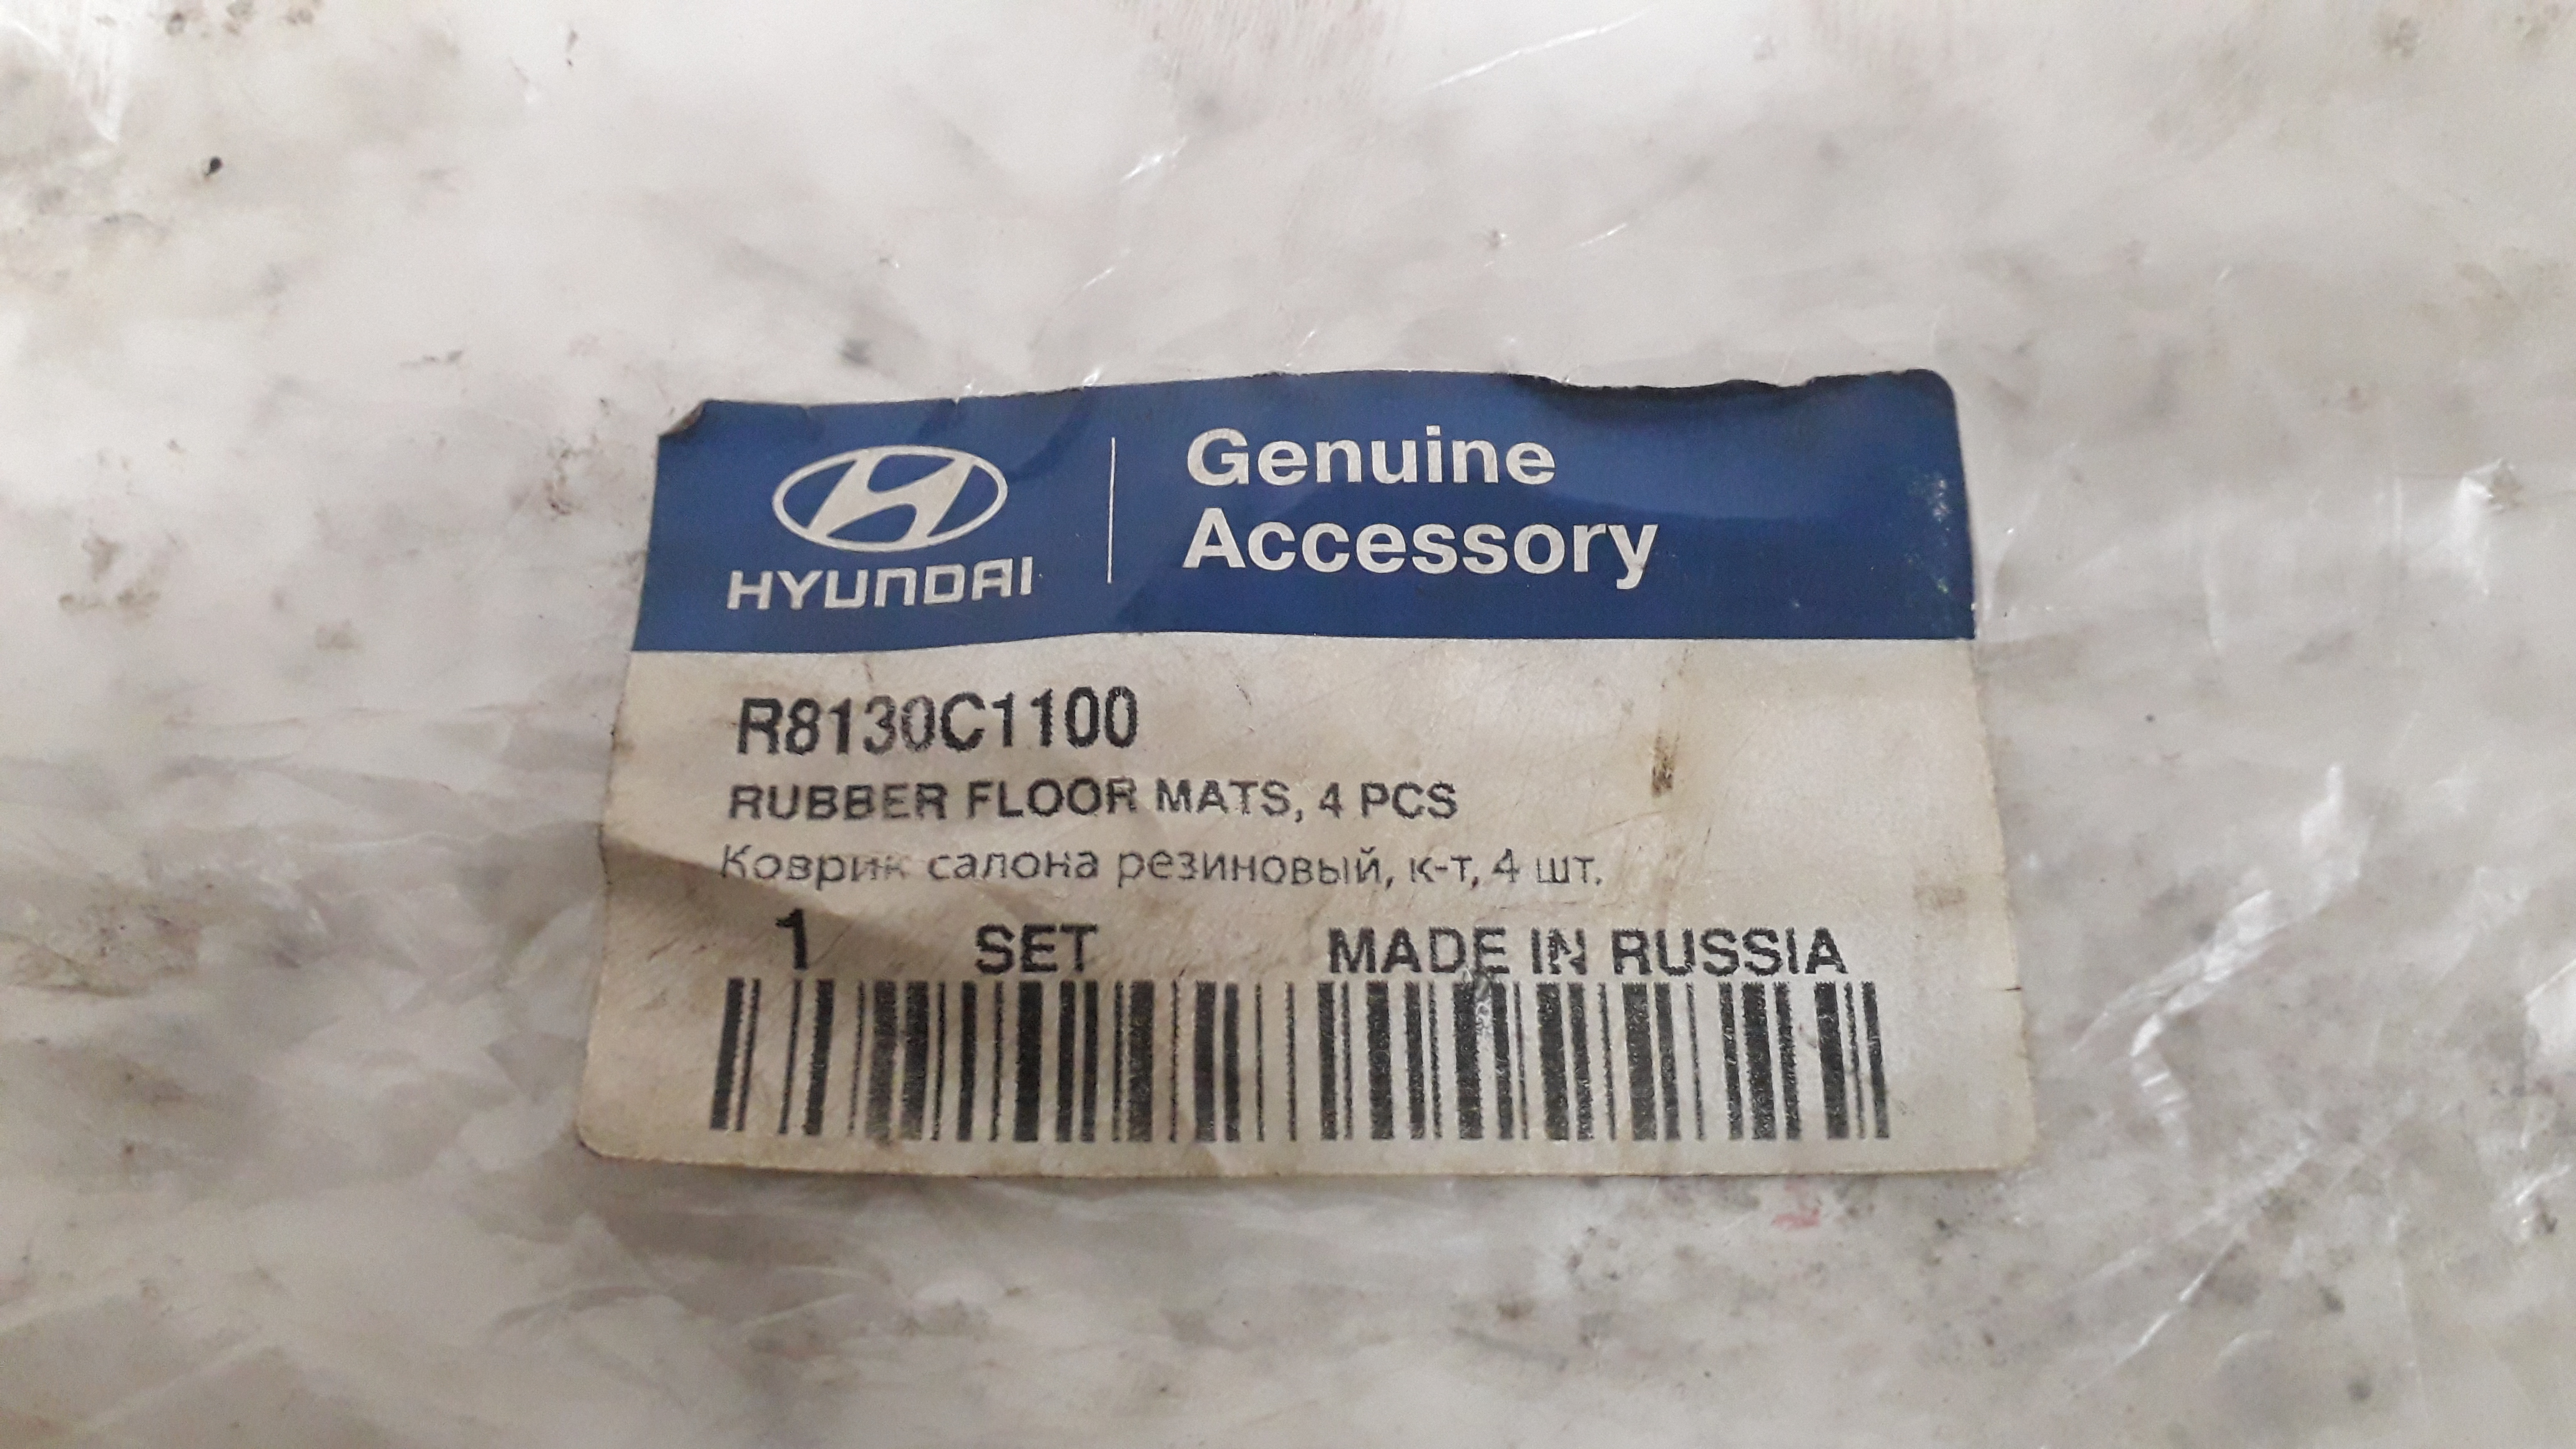 HYUNDAI
Genuine
Accessory
R8130C1100
RUBBER FLOOR MATS, 4 PCS
Коврик салона резиновый, к-т, 4 шт.
1 SET MADE IN RUSSIA